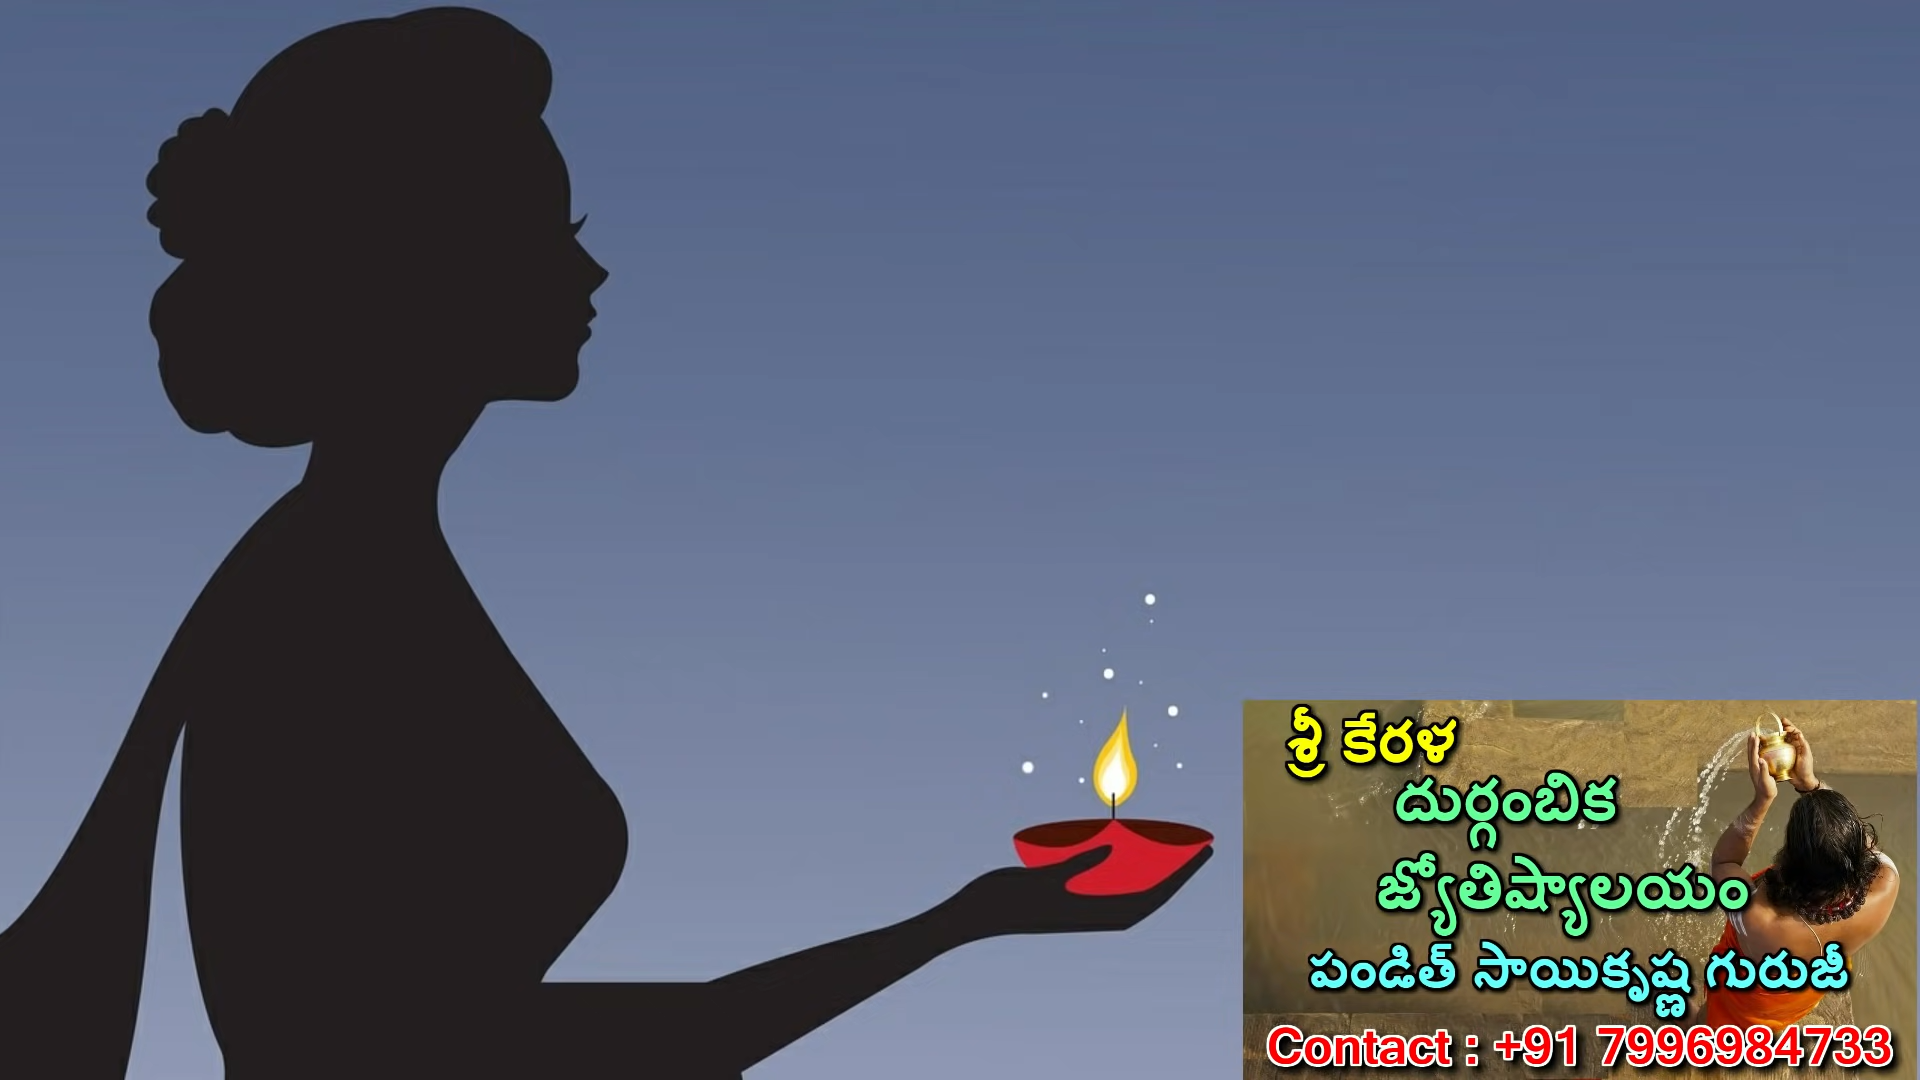 శ్రీ కేరళ
దుర్గంబిక
జ్యోతిష్యాలయం
పండిత్ సాయికృష్ణ గురుజీ
Contact : +91 7996984733